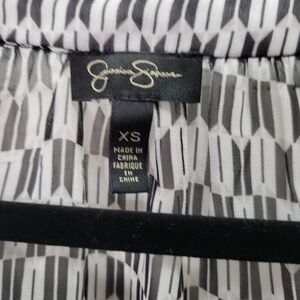 Jessica Simpson
XS
MADE IN
CHINA
FABRIQUE
EN
CHINE